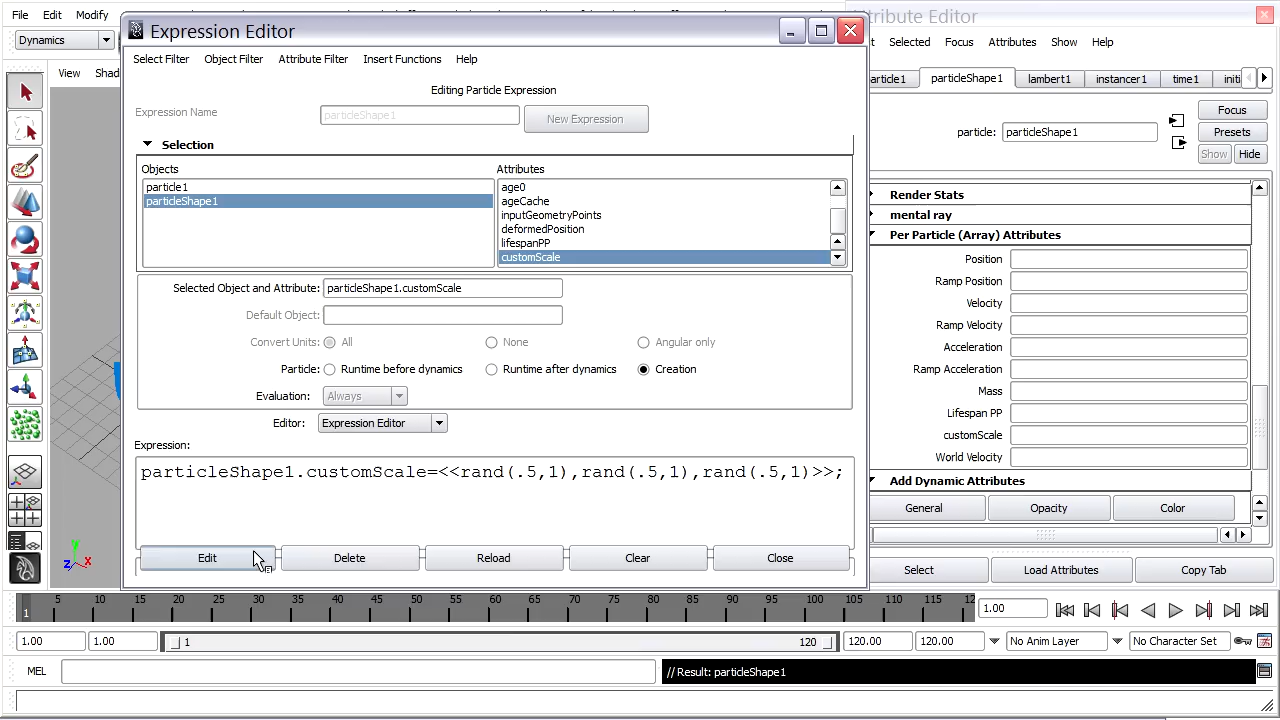 File Edit Modify
Expression Editor
Attribute Editor
Dynamics
Select Filter Object Filter Attribute Filter Insert Functions Help
Selected Focus Attributes Show Help
View
Editing Particle Expression
particleShape1 lambert1 instancer1 time1
Expression Name particleShape1 New Expression
Focus
particle: particleShape1 Presets
Show Hide
Selection
Objects Attributes
particle1
particleShape1
age0
ageCache
inputGeometryPoints
deformedPosition
lifespanPP
customScale
Render Stats
mental ray
Per Particle (Array) Attributes
Position
Ramp Position
Velocity
Ramp Velocity
Acceleration
Ramp Acceleration
Mass
Lifespan PP
customScale
World Velocity
Add Dynamic Attributes
General Opacity Color
Select Load Attributes Copy Tab
Selected Object and Attribute: particleShape1.customScale
Default Object:
Convert Units: All None Angular only
Particle: Runtime before dynamics Runtime after dynamics Creation
Evaluation: Always
Editor: Expression Editor
Expression:
particleShape1.customScale=<<rand(.5,1),rand(.5,1),rand(.5,1)>>;
Edit Delete Reload Clear Close
y
z x
1 5 10 15 20 25 30 35 40 45 50 55 60 65 70 75 80 85 90 95 100 105 110 115 12
1.00
1.00 1.00 1 120 120.00 120.00 No Anim Layer No Character Set
MEL // Result: particleShape1